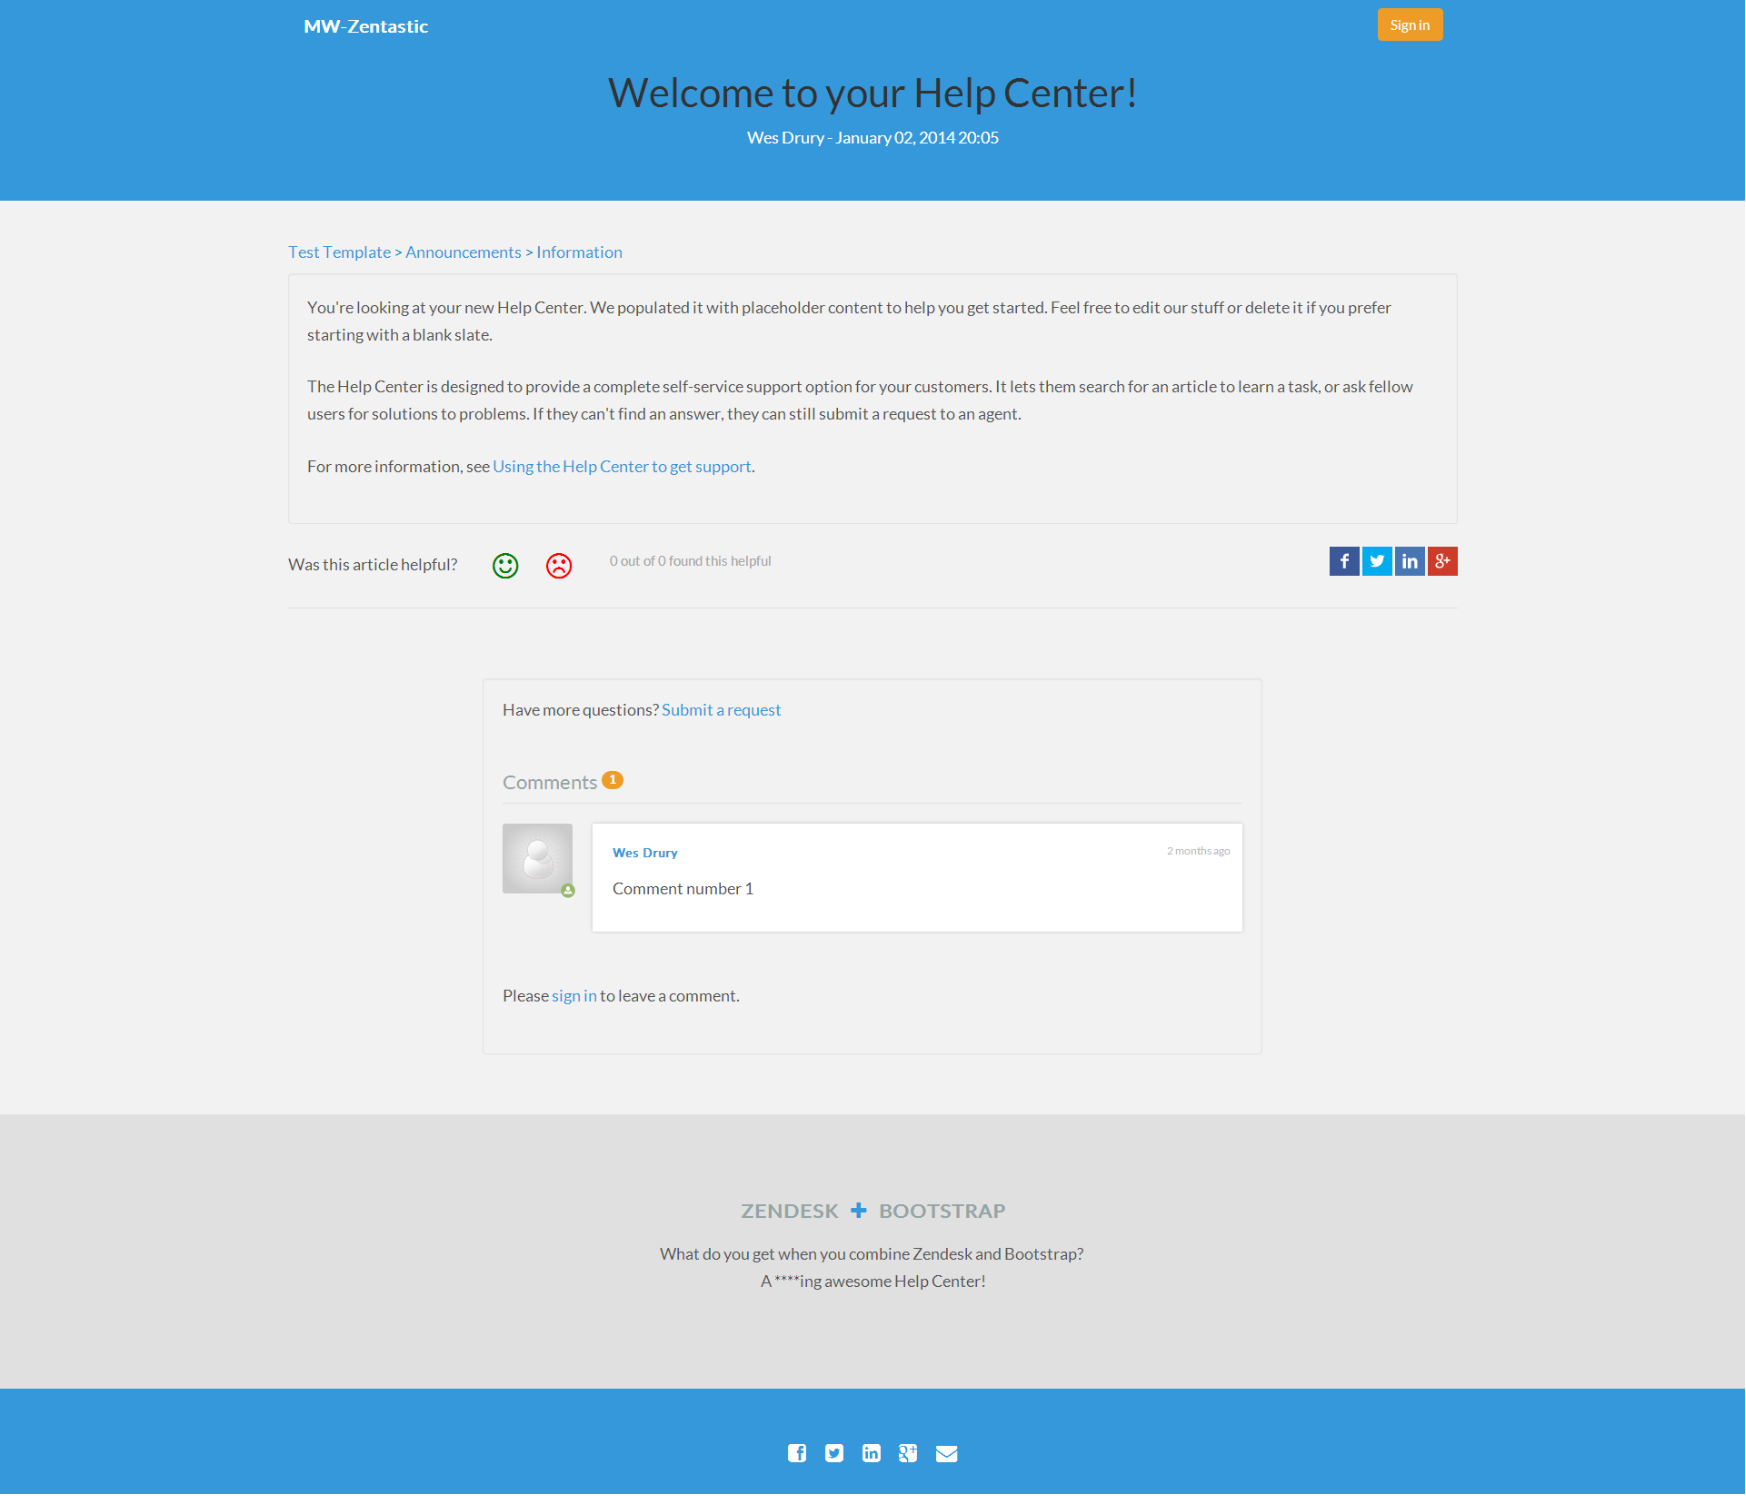 MW-Zentastic
Sign in
Welcome to your Help Center!
Wes Drury - January 02, 2014 20:05
Test Template > Announcements > Information
You're looking at your new Help Center. We populated it with placeholder content to help you get started. Feel free to edit our stuff or delete it if you prefer
starting with a blank slate.
The Help Center is designed to provide a complete self-service support option for your customers. It lets them search for an article to learn a task, or ask fellow
users for solutions to problems. If they can't find an answer, they can still submit a request to an agent.
For more information, see Using the Help Center to get support.
Was this article helpful?
0 out of 0 found this helpful
Have more questions? Submit a request
Comments 1
Wes Drury
2 months ago
Comment number 1
Please sign in to leave a comment.
ZENDESK + BOOTSTRAP
What do you get when you combine Zendesk and Bootstrap?
A ****ing awesome Help Center!